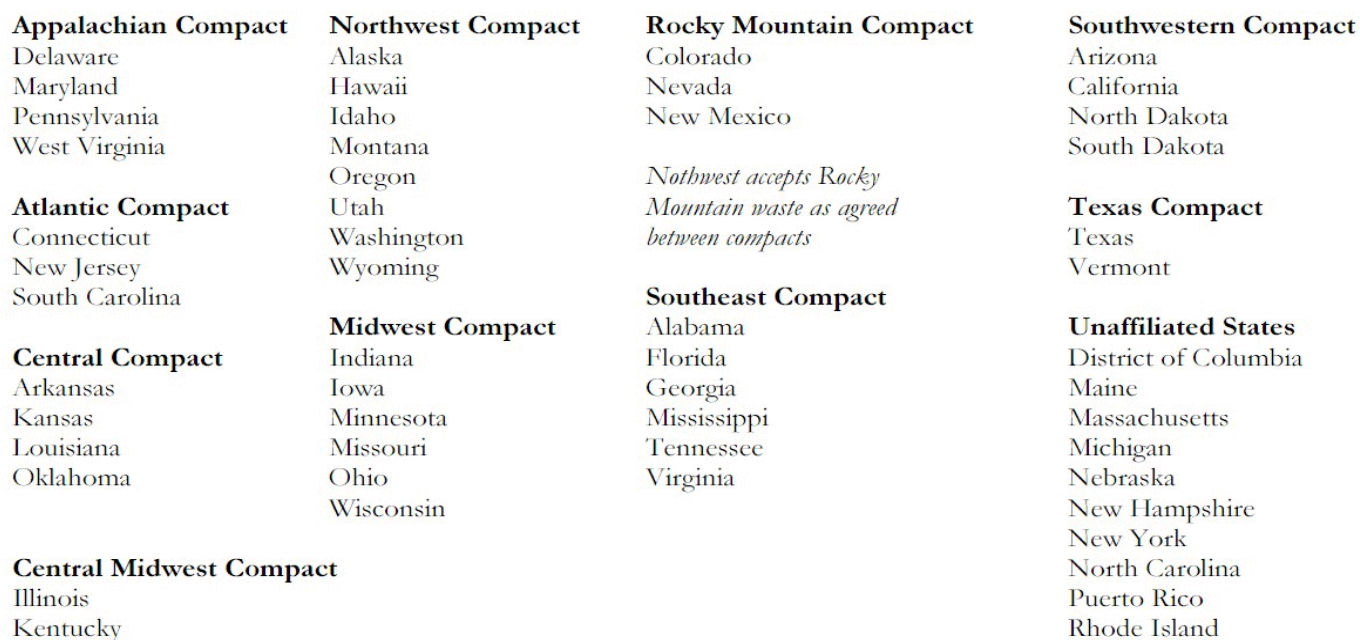 Appalachian Compact
Delaware
Maryland
Pennsylvania
West Virginia
Atlantic Compact
Connecticut
New Jersey
South Carolina
Central Compact
Arkansas
Kansas
Louisiana
Oklahoma
Central Midwest Compact
Illinois
Kentucky
Northwest Compact
Alaska
Hawaii
Idaho
Montana
Oregon
Utah
Washington
Wyoming
Midwest Compact
Indiana
Iowa
Minnesota
Missouri
Ohio
Wisconsin
Rocky Mountain Compact
Colorado
Nevada
New Mexico
Nothwest accepts Rocky
Mountain waste as agreed
between compacts
Southeast Compact
Alabama
Florida
Georgia
Mississippi
Tennessee
Virginia
Southwestern Compact
Arizona
California
North Dakota
South Dakota
Texas Compact
Texas
Vermont
Unaffiliated States
District of Columbia
Maine
Massachusetts
Michigan
Nebraska
New Hampshire
New York
North Carolina
Puerto Rico
Rhode Island